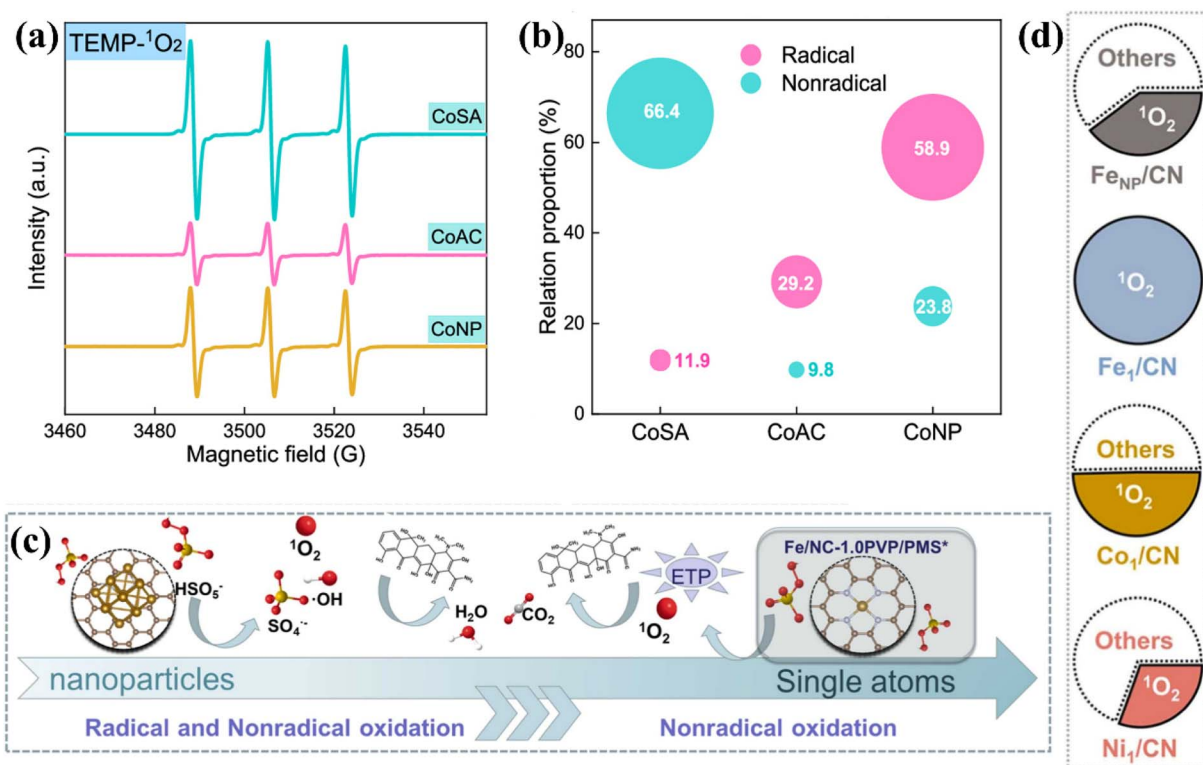 (a)
TEMP-¹O₂
CoSA
CoAC
CoNP
Intensity (a.u.)
3460 3480 3500 3520 3540
Magnetic field (G)
(b)
Radical
Nonradical
80
60
40
20
0
Relation proportion (%)
66.4
11.9
29.2
9.8
58.9
23.8
CoSA CoAC CoNP
(c)
HSO₅⁻
¹O₂
·OH
SO₄·⁻
H₂O
CO₂
ETP
¹O₂
Fe/NC-1.0PVP/PMS*
nanoparticles
Single atoms
Radical and Nonradical oxidation
Nonradical oxidation
(d)
Others
¹O₂
Fe_NP/CN
¹O₂
Fe₁/CN
Others
¹O₂
Co₁/CN
Others
¹O₂
Ni₁/CN